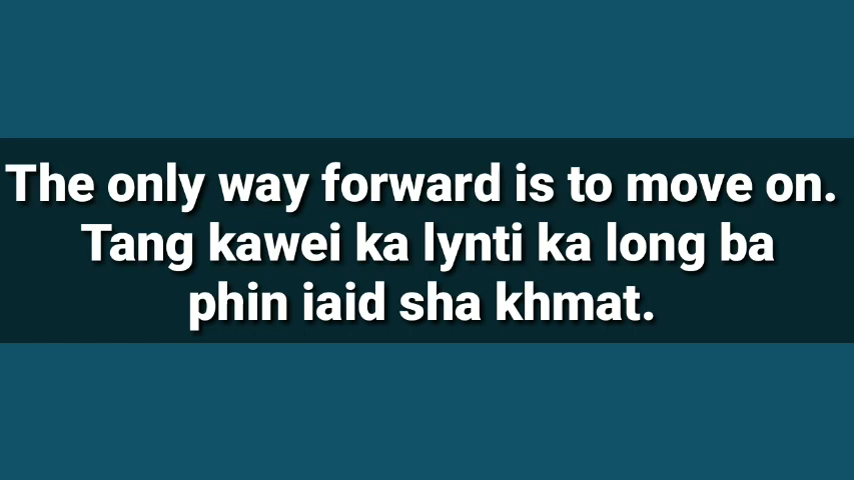 The only way forward is to move on.
Tang kawei ka lynti ka long ba
phin iaid sha khmat.